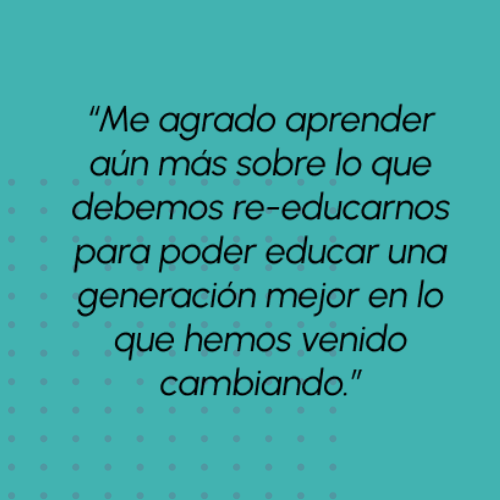 “Me agrado aprender
aún más sobre lo que
debemos re-educarnos
para poder educar una
generación mejor en lo
que hemos venido
cambiando.”